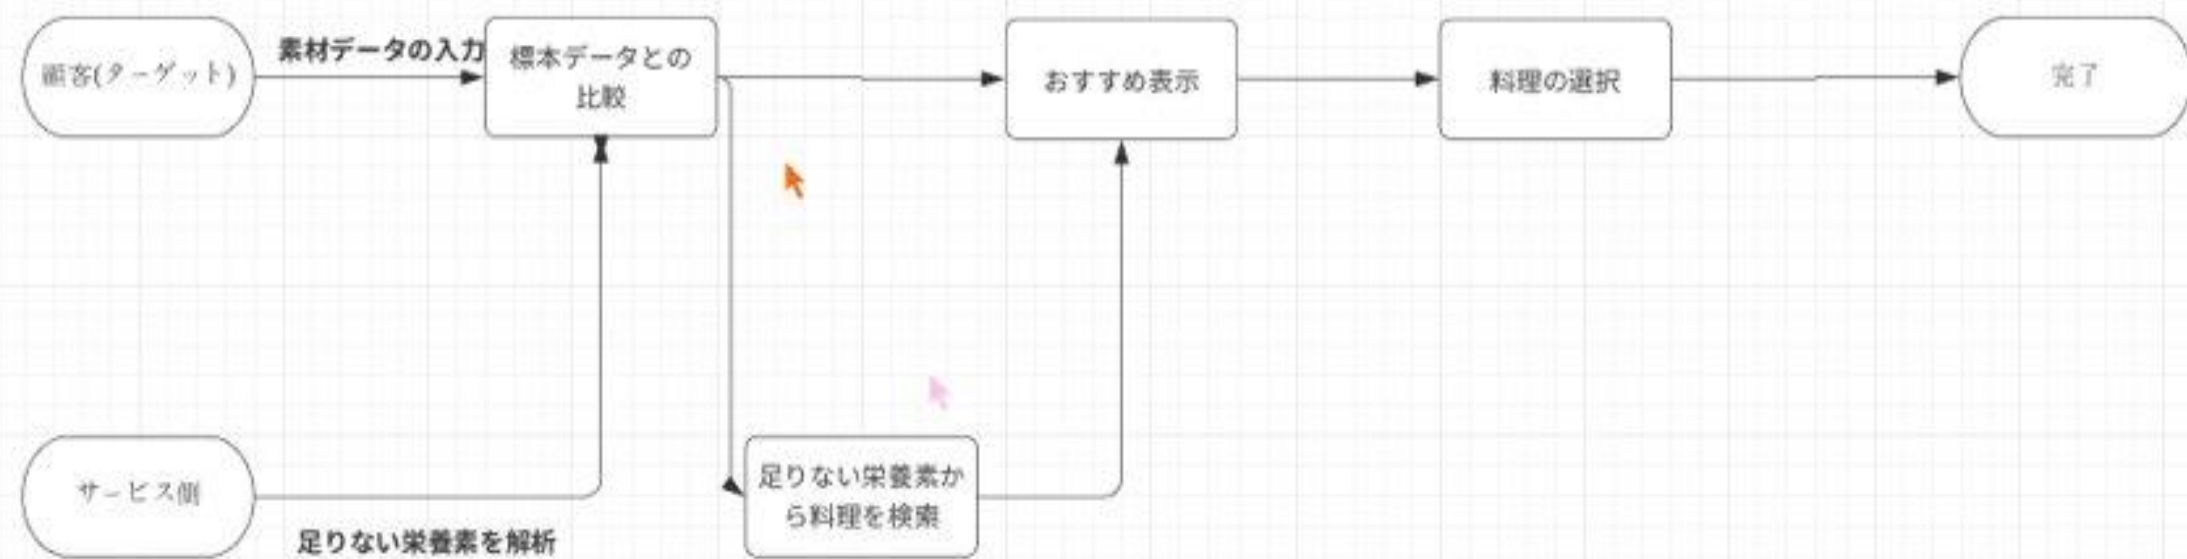 顧客(ターゲット)
素材データの入力
標本データとの
比較
おすすめ表示
料理の選択
完了
サービス側
足りない栄養素を解析
足りない栄養素か
ら料理を検索